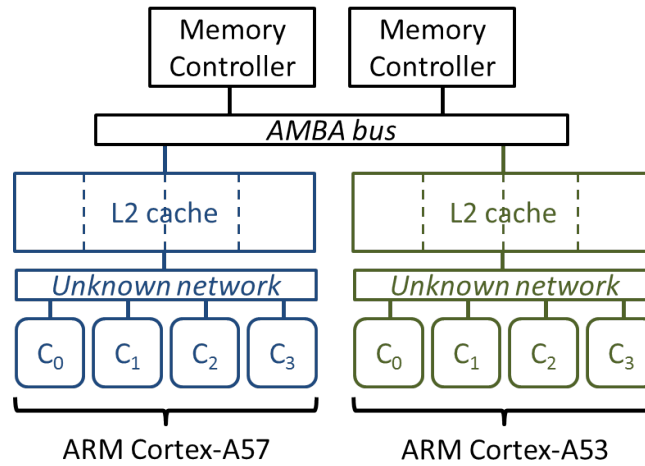 Memory Controller
Memory Controller
AMBA bus
L2 cache
L2 cache
Unknown network
Unknown network
C₀ C₁ C₂ C₃
C₀ C₁ C₂ C₃
ARM Cortex-A57
ARM Cortex-A53